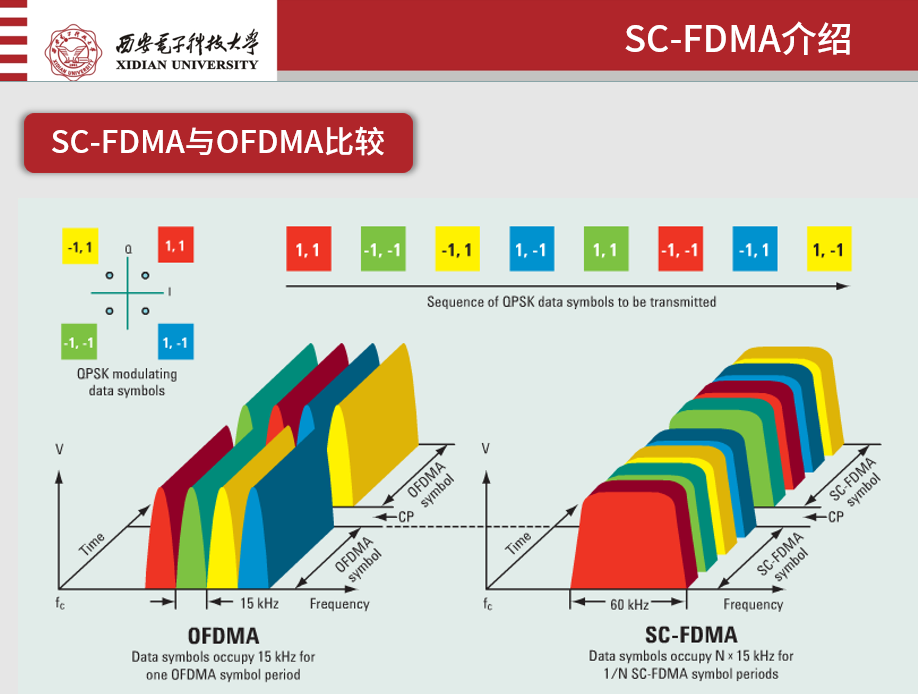 西安电子科技大学
XIDIAN UNIVERSITY
SC-FDMA介绍
SC-FDMA与OFDMA比较
-1, 1
1, 1
Q
I
-1, -1
1, -1
QPSK modulating
data symbols
1, 1
-1, -1
-1, 1
1, -1
1, 1
-1, -1
-1, 1
1, -1
Sequence of QPSK data symbols to be transmitted
V
Time
fc
15 kHz
Frequency
OFDMA
symbol
CP
OFDMA
symbol
OFDMA
Data symbols occupy 15 kHz for
one OFDMA symbol period
V
Time
fc
60 kHz
Frequency
SC-FDMA
symbol
CP
SC-FDMA
symbol
SC-FDMA
Data symbols occupy N × 15 kHz for
1/N SC-FDMA symbol periods